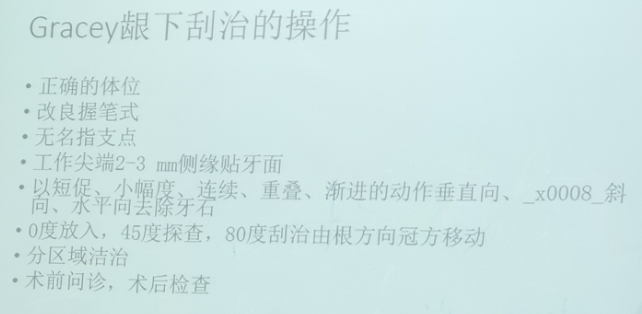 Gracey龈下刮治的操作
• 正确的体位
• 改良握笔式
• 无名指支点
• 工作尖端2-3 mm侧缘贴牙面
• 以短促、小幅度、连续、重叠、渐进的动作垂直向、_x0008_斜
向、水平向去除牙石
• 0度放入，45度探查，80度刮治由根方向冠方移动
• 分区域洁治
• 术前问诊，术后检查